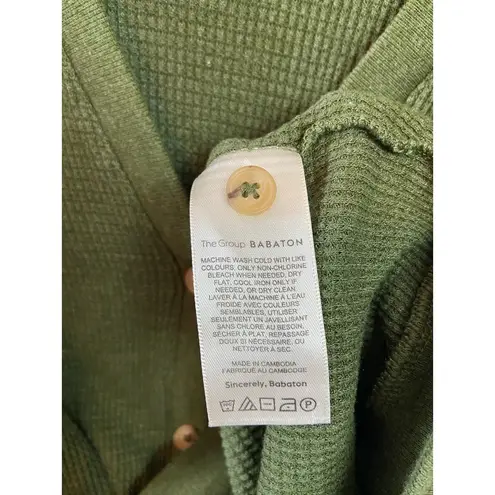 The Group BABATON
MACHINE WASH COLD WITH LIKE
COLOURS, ONLY NON-CHLORINE
BLEACH WHEN NEEDED, DRY
FLAT, COOL IRON ONLY IF
NEEDED, OR DRY CLEAN
LAVER À LA MACHINE À L'EAU
FROIDE AVEC COULEURS
SEMBLABLES, UTILISER
SEULEMENT UN JAVELLISANT
SANS CHLORE AU BESOIN,
SÉCHER À PLAT, REPASSAGE
DOUX SI NÉCESSAIRE, OU
NETTOYER À SEC.
MADE IN CAMBODIA
FABRIQUÉ AU CAMBODGE
Sincerely, Babaton